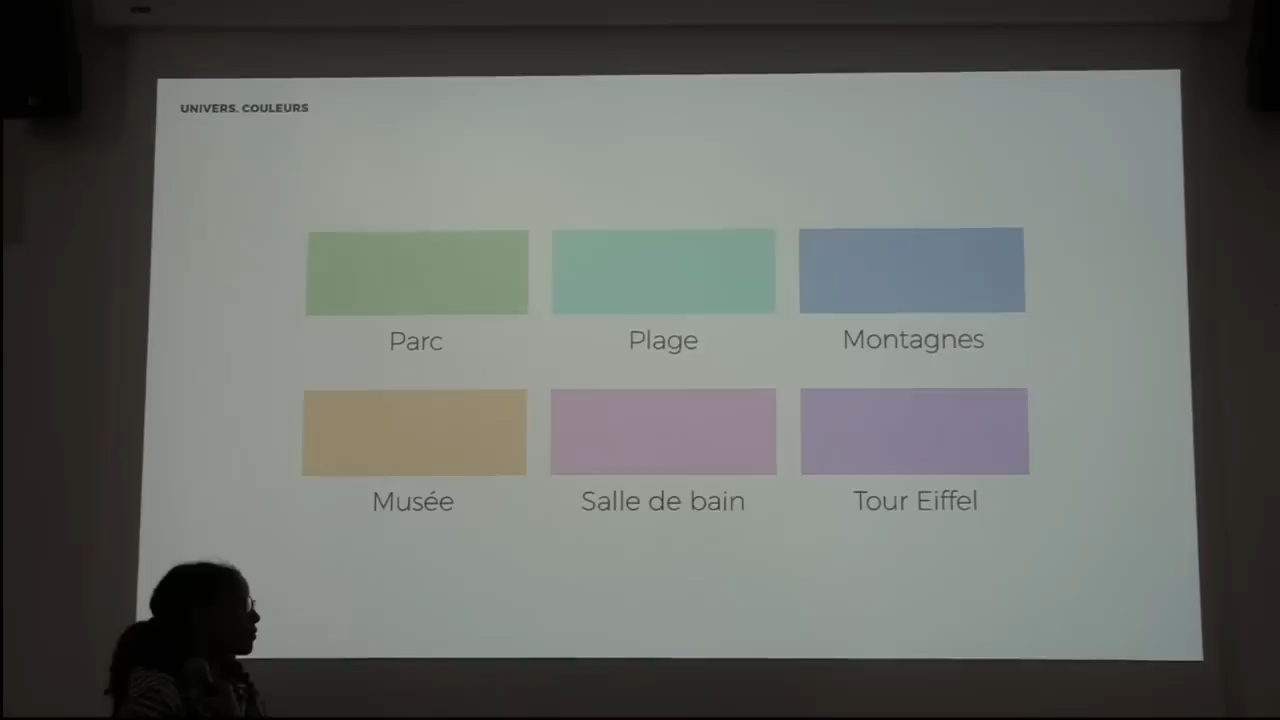 UNIVERS. COULEURS
Parc
Plage
Montagnes
Musée
Salle de bain
Tour Eiffel